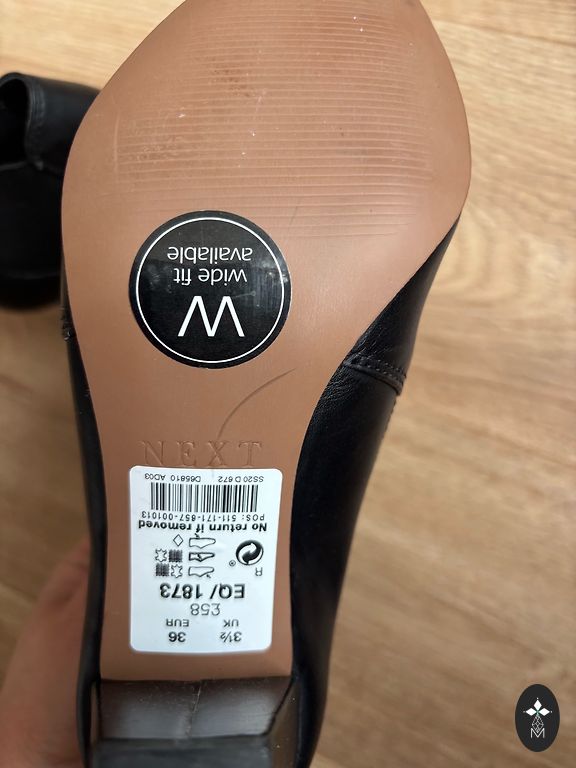 W
wide fit
available
NEXT
3½ 36
UK EUR
£58
EQ/ 1873
R
®
No return if removed
POS: 511-171-857-001013
SS20 D 672 D65810 AD03
M